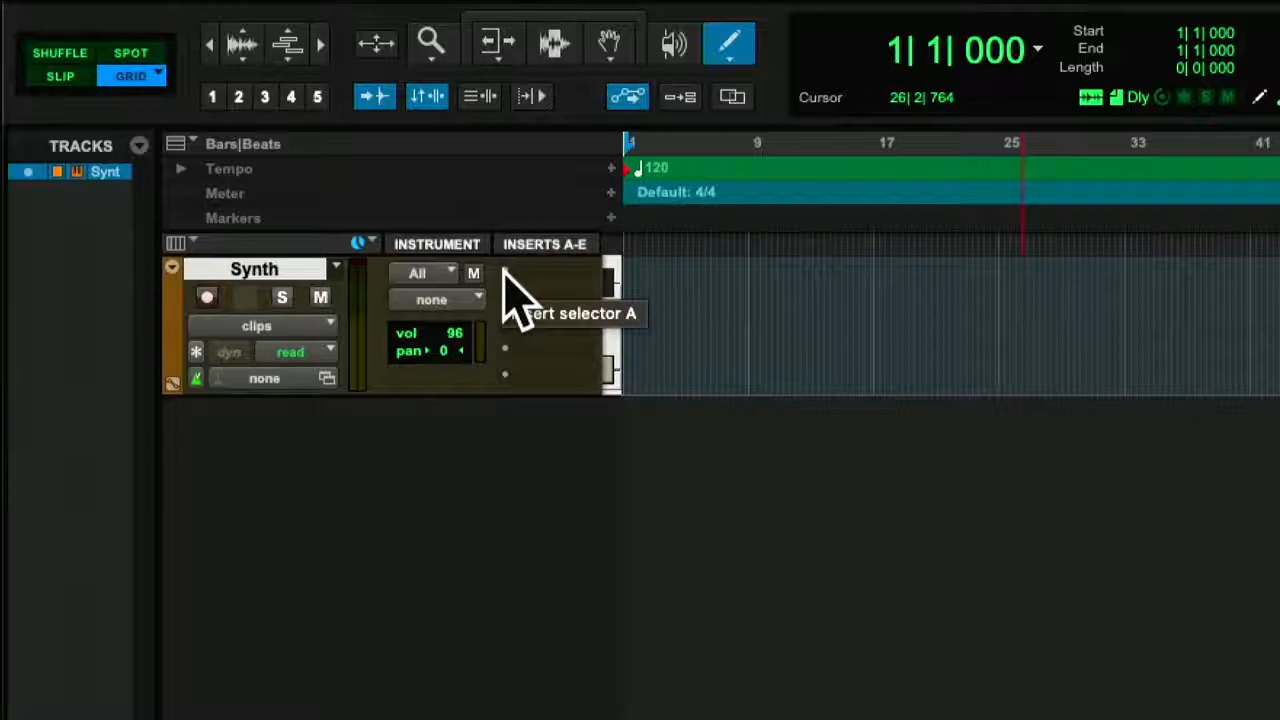 SHUFFLE SPOT
SLIP GRID
1 2 3 4 5
1| 1| 000
Start 1| 1| 000
End 1| 1| 000
Length 0| 0| 000
Cursor 26| 2| 764
Dly S M
TRACKS
Synt
Bars|Beats
1 9 17 25 33 41
Tempo
120
Meter
Default: 4/4
Markers
INSTRUMENT INSERTS A-E
Synth
All M
S M
none
ert selector A
clips
vol 96
dyn read
pan 0
none